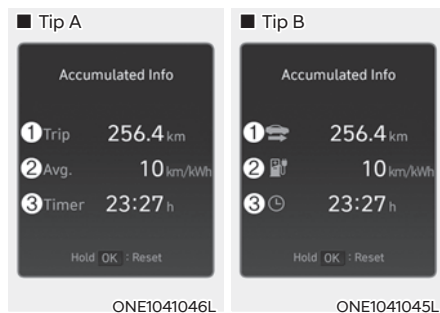 ■ Tip A
Accumulated Info
1 Trip 256.4 km
2 Avg. 10 km/kWh
3 Timer 23:27 h
Hold OK : Reset
ONE1041046L
■ Tip B
Accumulated Info
1 256.4 km
2 10 km/kWh
3 23:27 h
Hold OK : Reset
ONE1041045L